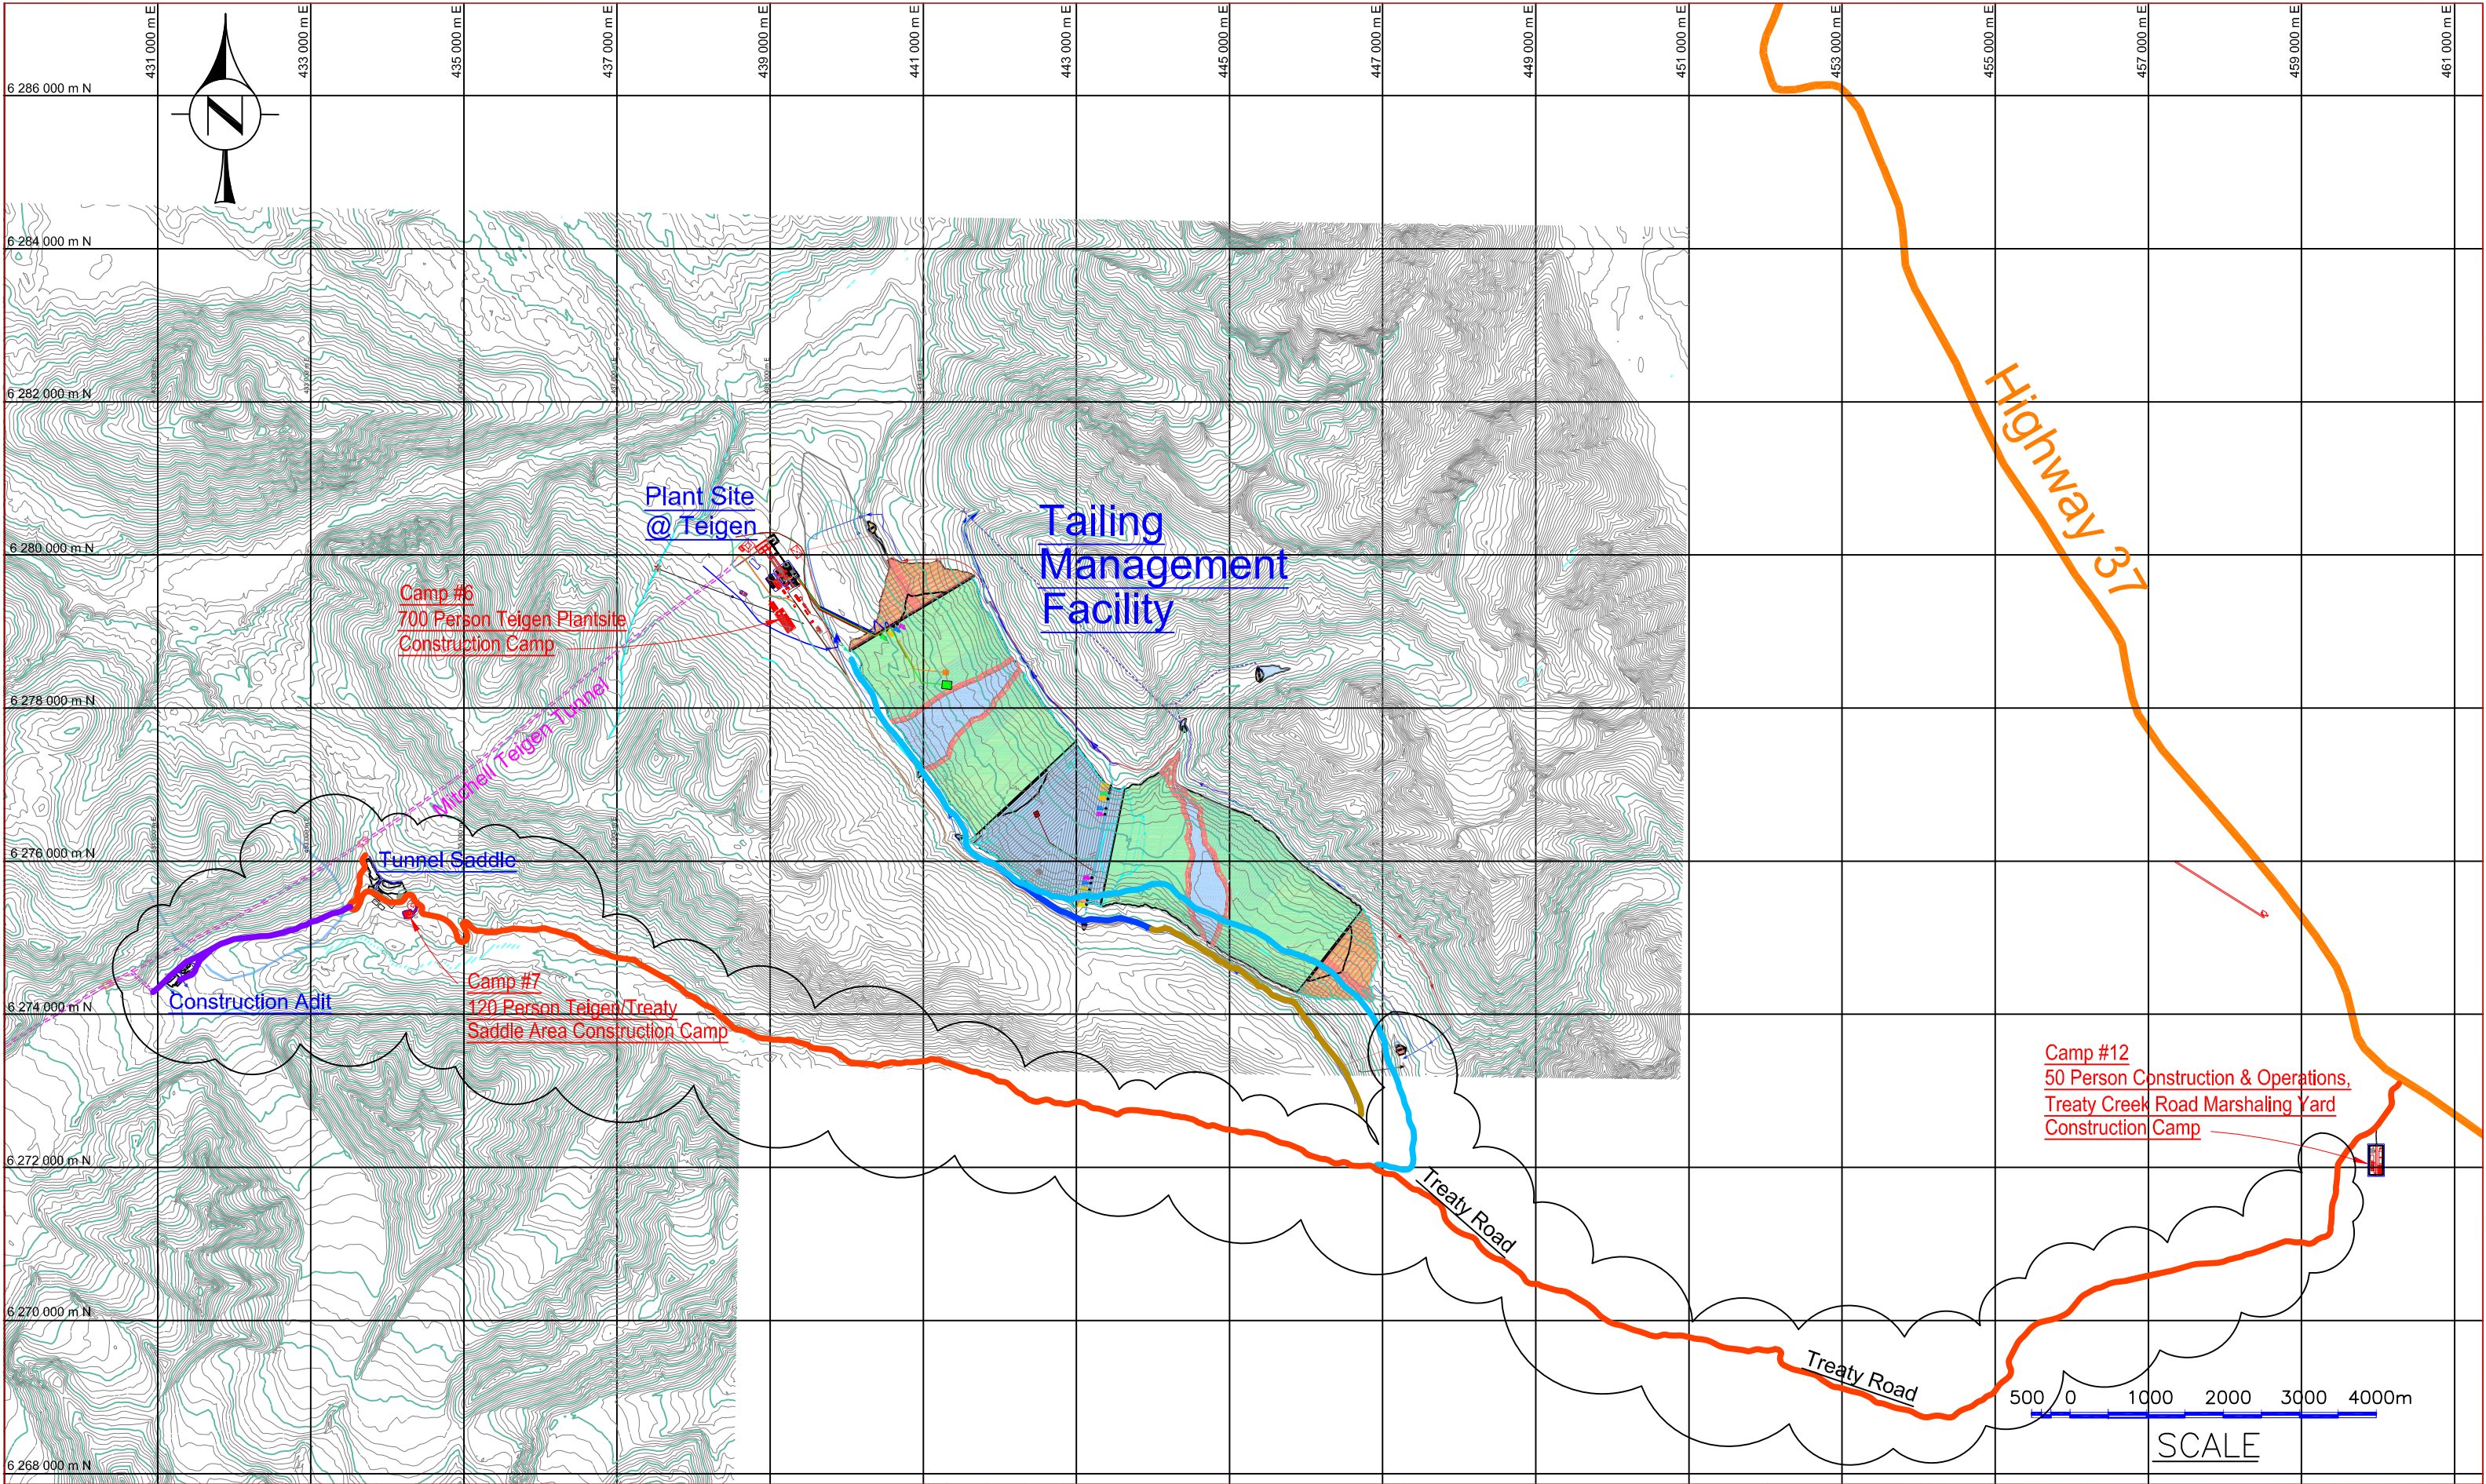 431 000 m E
433 000 m E
435 000 m E
437 000 m E
439 000 m E
441 000 m E
443 000 m E
445 000 m E
447 000 m E
449 000 m E
451 000 m E
453 000 m E
455 000 m E
457 000 m E
459 000 m E
461 000 m E
6 286 000 m N
N
6 284 000 m N
6 282 000 m N
Highway 37
Plant Site
@ Teigen
Tailing
Management
Facility
6 280 000 m N
Camp #6
700 Person Teigen Plantsite
Construction Camp
6 278 000 m N
Mitchell Teigen Tunnel
6 276 000 m N
Tunnel Saddle
Camp #7
120 Person Teigen/Treaty
Saddle Area Construction Camp
Construction Adit
6 274 000 m N
Camp #12
50 Person Construction & Operations,
Treaty Creek Road Marshaling Yard
Construction Camp
6 272 000 m N
Treaty Road
6 270 000 m N
Treaty Road
500 0 1000 2000 3000 4000m
SCALE
6 268 000 m N